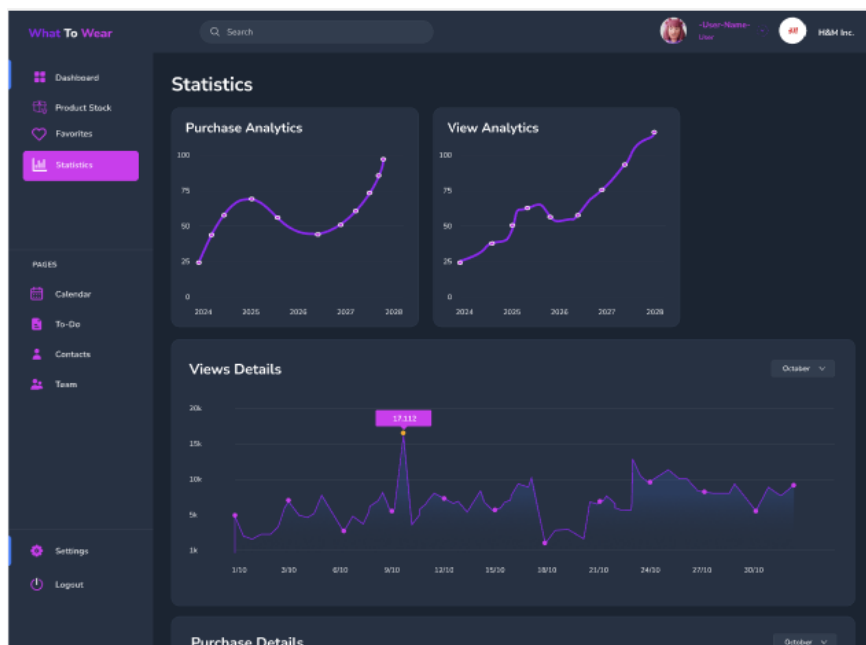 What To Wear
Search
-User-Name-
User
H&M
H&M Inc.
Dashboard
Product Stock
Favorites
Statistics
PAGES
Calendar
To-Do
Contacts
Team
Settings
Logout
Statistics
Purchase Analytics
100
75
50
25
0
2024 2025 2026 2027 2028
View Analytics
100
75
50
25
0
2024 2025 2026 2027 2028
Views Details
October
20k
15k
10k
5k
1k
17.112
1/10 3/10 6/10 9/10 12/10 15/10 18/10 21/10 24/10 27/10 30/10
Purchase Details
October